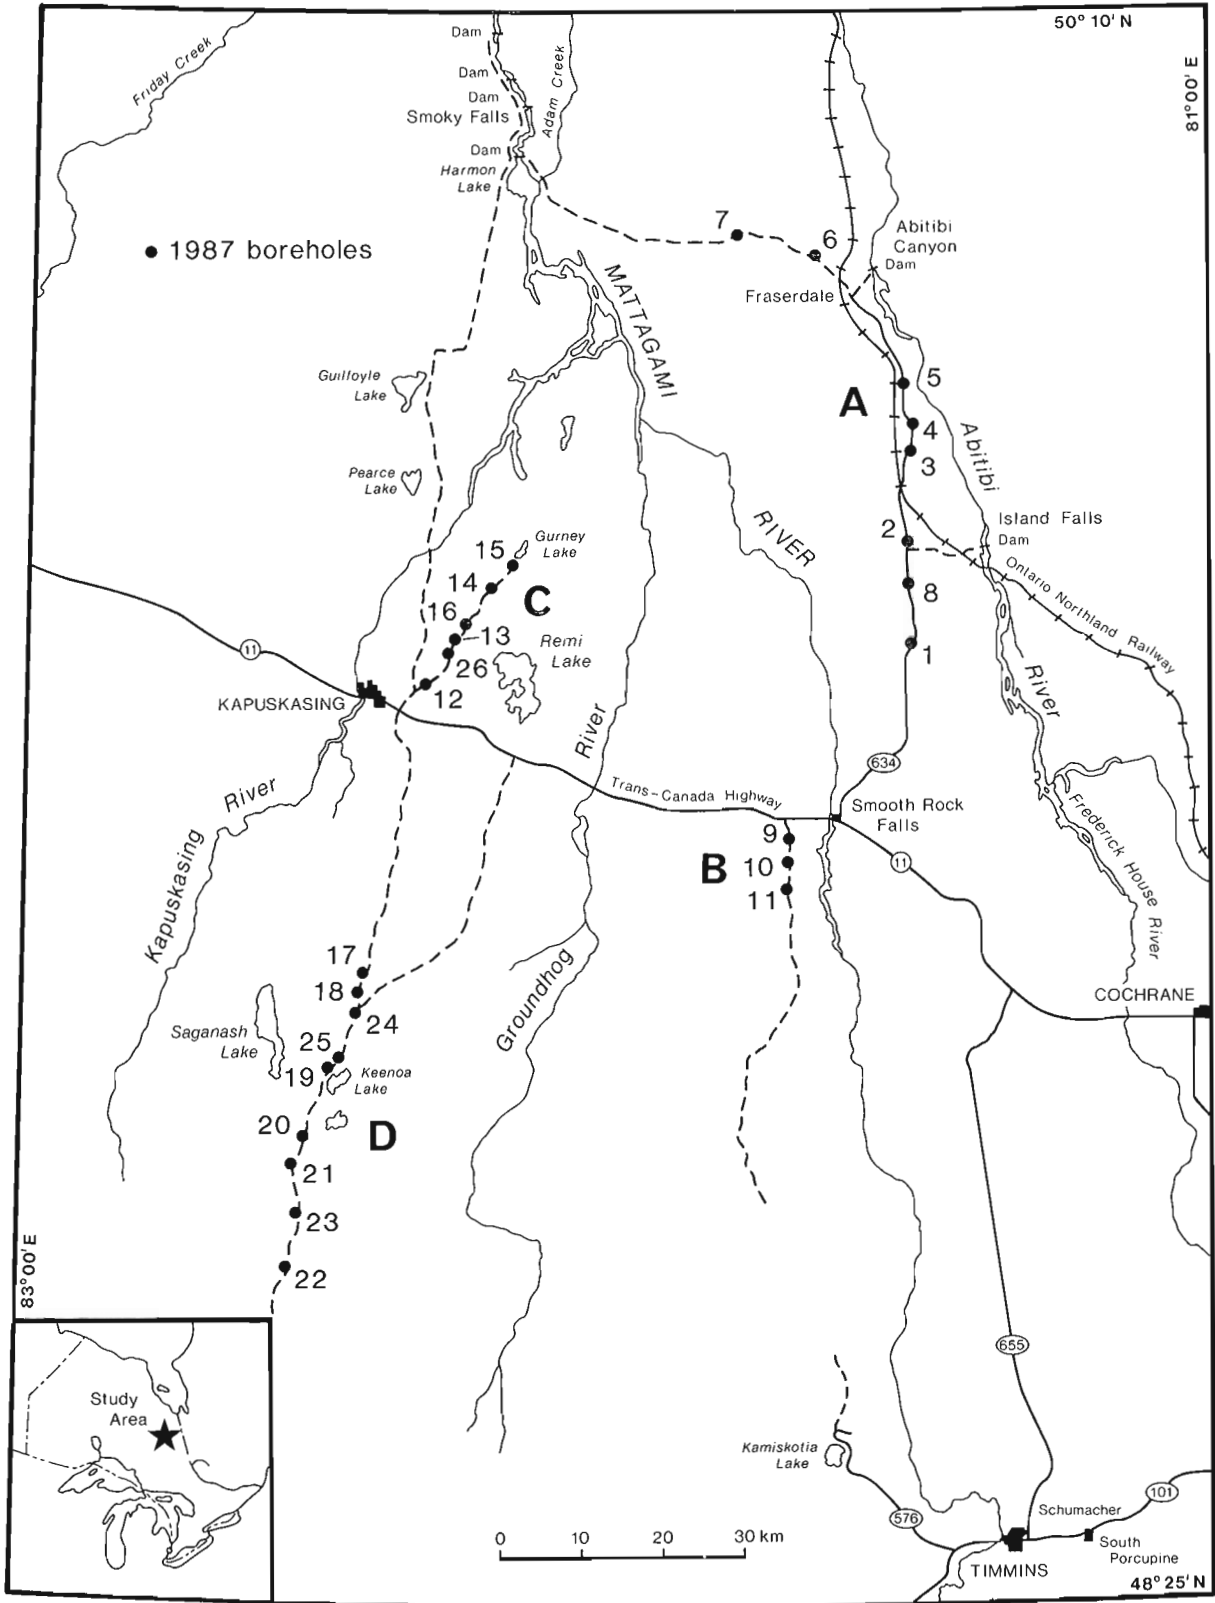 50° 10' N
81°00' E
Friday Creek
Dam
Dam
Dam
Smoky Falls
Dam
Adam Creek
Harmon
Lake
1987 boreholes
7
6
Abitibi
Canyon
Dam
Fraserdale
MATTAGAMI
RIVER
Guilloyle
Lake
Pearce
Lake
A
5
4
3
2
8
1
Abitibi
River
Island Falls
Dam
Ontario Northland Railway
15
Gurney
Lake
14
C
16
13
26
12
Remi
Lake
11
KAPUSKASING
River
Kapuskasing
River
Groundhog
Trans-Canada Highway
634
Smooth Rock
Falls
11
9
B
10
11
Frederick House River
COCHRANE
17
18
24
Saganash
Lake
25
19
Keenoa
Lake
20
D
21
23
22
83°00' E
Study
Area
655
Kamiskotia
Lake
576
Schumacher
101
South
Porcupine
TIMMINS
0 10 20 30 km
48° 25' N